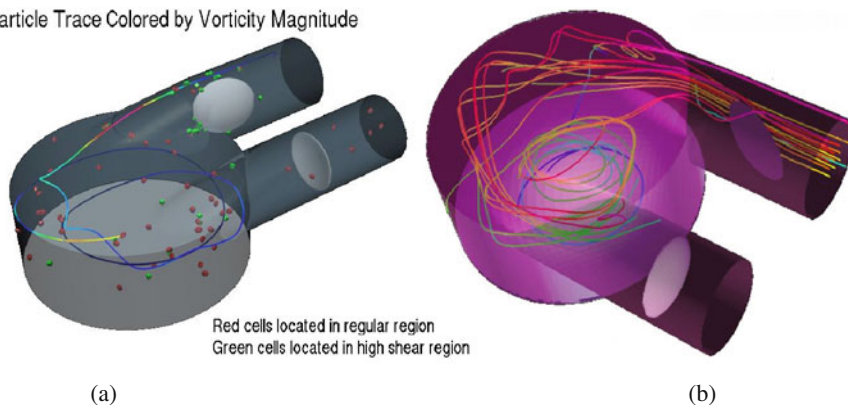 article Trace Colored by Vorticity Magnitude
Red cells located in regular region
Green cells located in high shear region
(a)
(b)